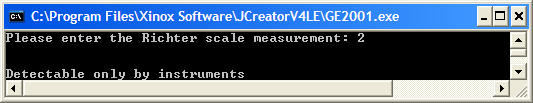 C:\Program Files\Xinox Software\JCreatorV4LE\GE2001.exe
Please enter the Richter scale measurement: 2
Detectable only by instruments